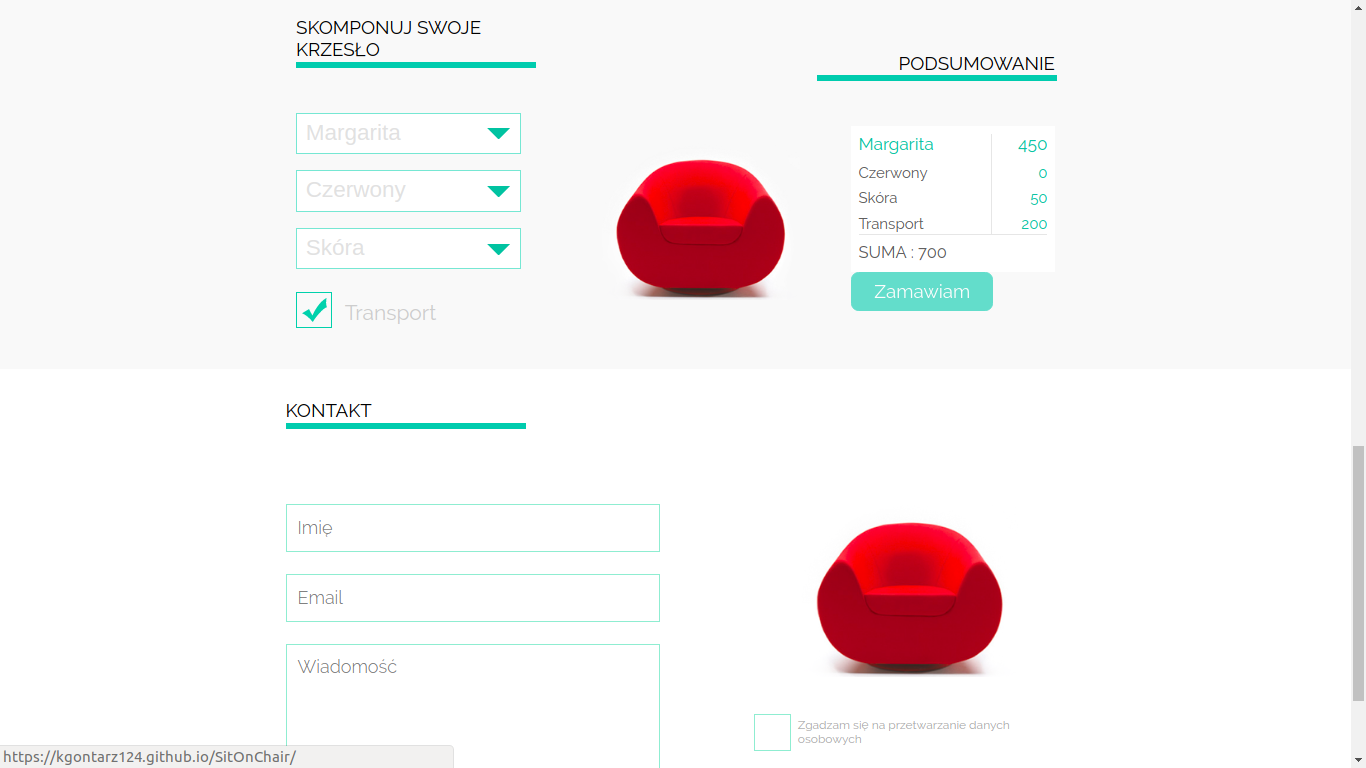 SKOMPONUJ SWOJE
KRZESŁO
Margarita
Czerwony
Skóra
Transport
PODSUMOWANIE
Margarita 450
Czerwony 0
Skóra 50
Transport 200
SUMA : 700
Zamawiam
KONTAKT
Imię
Email
Wiadomość
Zgadzam się na przetwarzanie danych
osobowych
https://kgontarz124.github.io/SitOnChair/